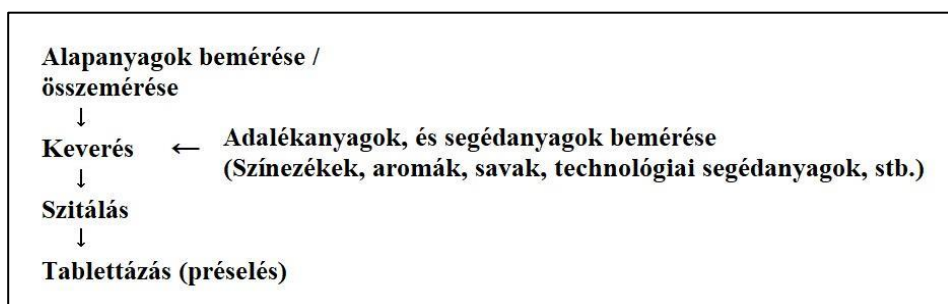 Alapanyagok bemérése /
összemérése
↓
Keverés ← Adalékanyagok, és segédanyagok bemérése
(Színezékek, aromák, savak, technológiai segédanyagok, stb.)
↓
Szitálás
↓
Tablettázás (préselés)